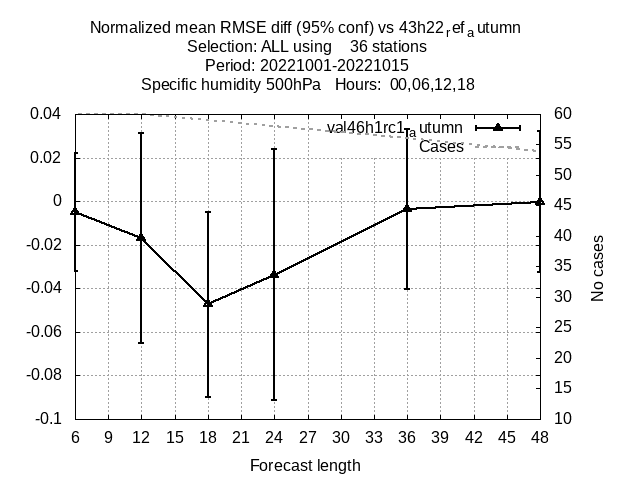 Normalized mean RMSE diff (95% conf) vs 43h22refautumn
Selection: ALL using 36 stations
Period: 20221001-20221015
Specific humidity 500hPa Hours: 00,06,12,18
val46h1rc1autumn
Cases
0.04
0.02
0
-0.02
-0.04
-0.06
-0.08
-0.1
60
55
50
45
40
35
30
25
20
15
10
No cases
6 9 12 15 18 21 24 27 30 33 36 39 42 45 48
Forecast length